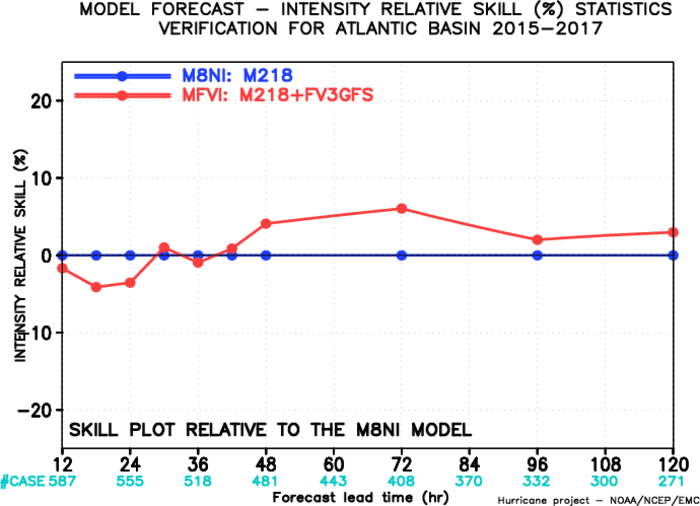 MODEL FORECAST – INTENSITY RELATIVE SKILL (%) STATISTICS
VERIFICATION FOR ATLANTIC BASIN 2015–2017
M8NI: M218
MFVI: M218+FV3GFS
INTENSITY RELATIVE SKILL (%)
20
10
0
–10
–20
SKILL PLOT RELATIVE TO THE M8NI MODEL
12 24 36 48 60 72 84 96 108 120
#CASE 587 555 518 481 443 408 370 332 300 271
Forecast lead time (hr)
Hurricane project – NOAA/NCEP/EMC